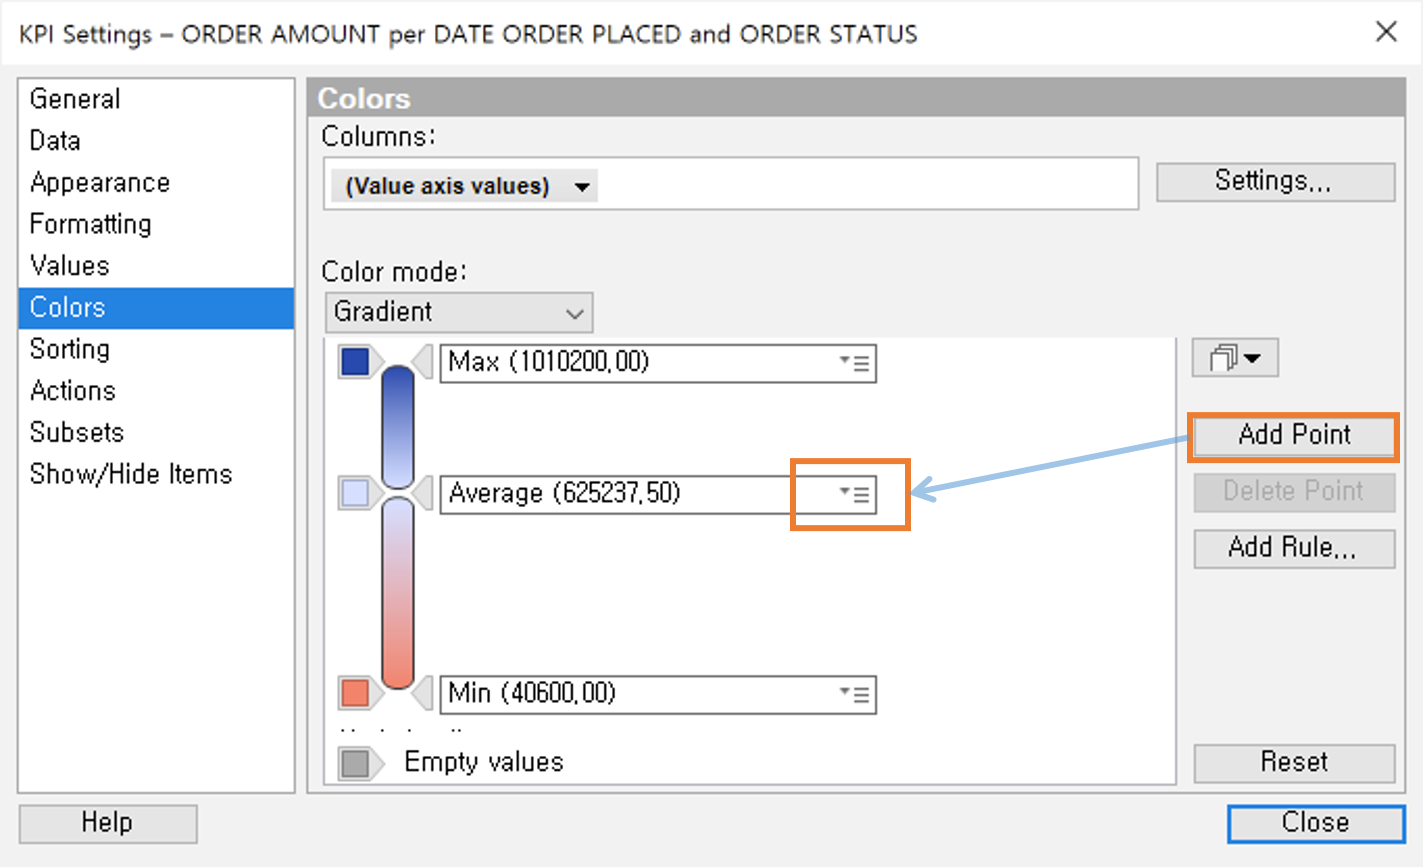 KPI Settings – ORDER AMOUNT per DATE ORDER PLACED and ORDER STATUS
General
Data
Appearance
Formatting
Values
Colors
Sorting
Actions
Subsets
Show/Hide Items
Colors
Columns:
(Value axis values)
Settings...
Color mode:
Gradient
Max (1010200,00)
Add Point
Average (625237,50)
Delete Point
Add Rule...
Min (40600,00)
Empty values
Reset
Help
Close